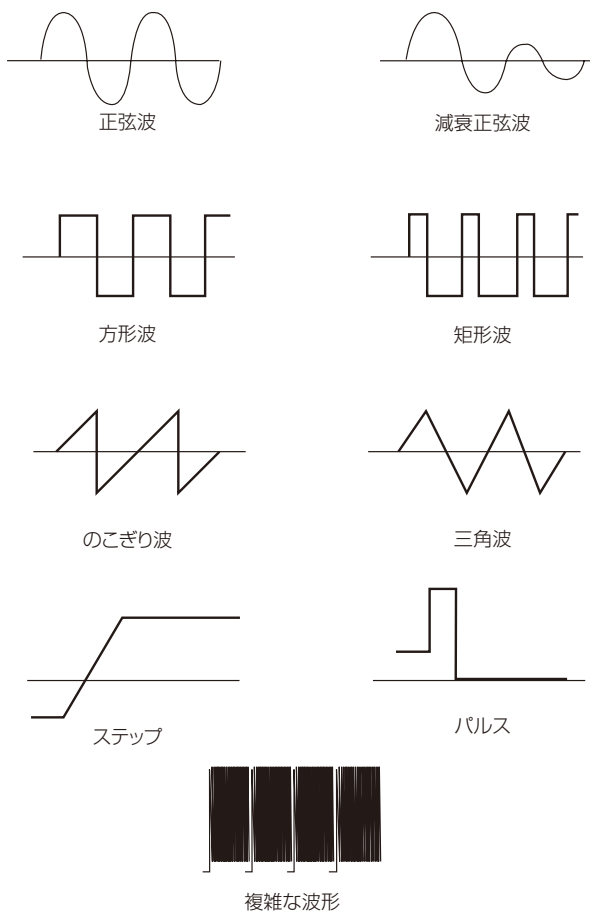 正弦波
減衰正弦波
方形波
矩形波
のこぎり波
三角波
ステップ
パルス
複雑な波形